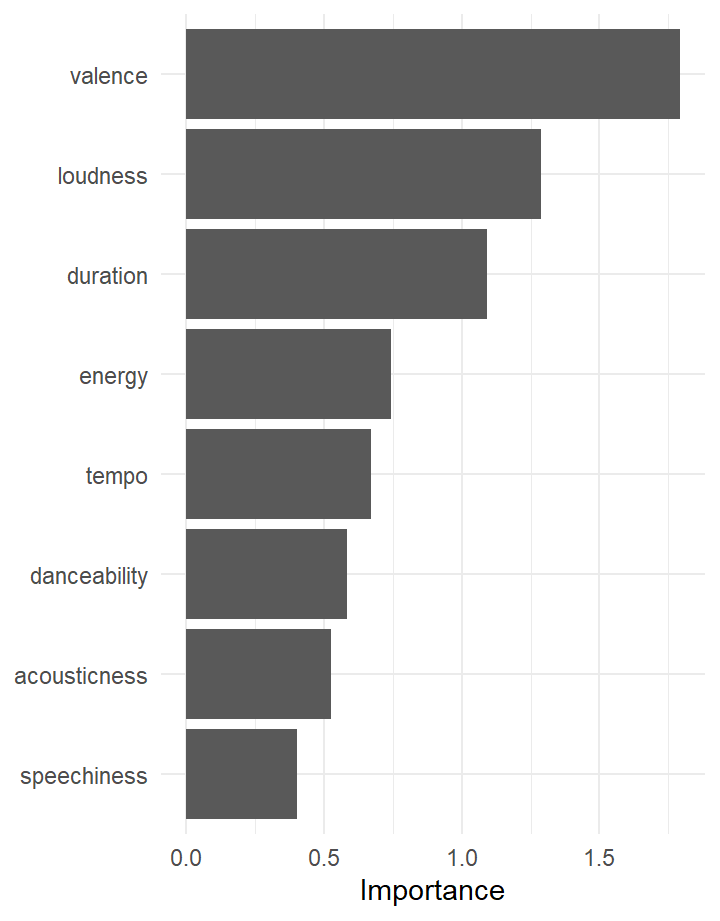 valence
loudness
duration
energy
tempo
danceability
acousticness
speechiness
0.0 0.5 1.0 1.5
Importance